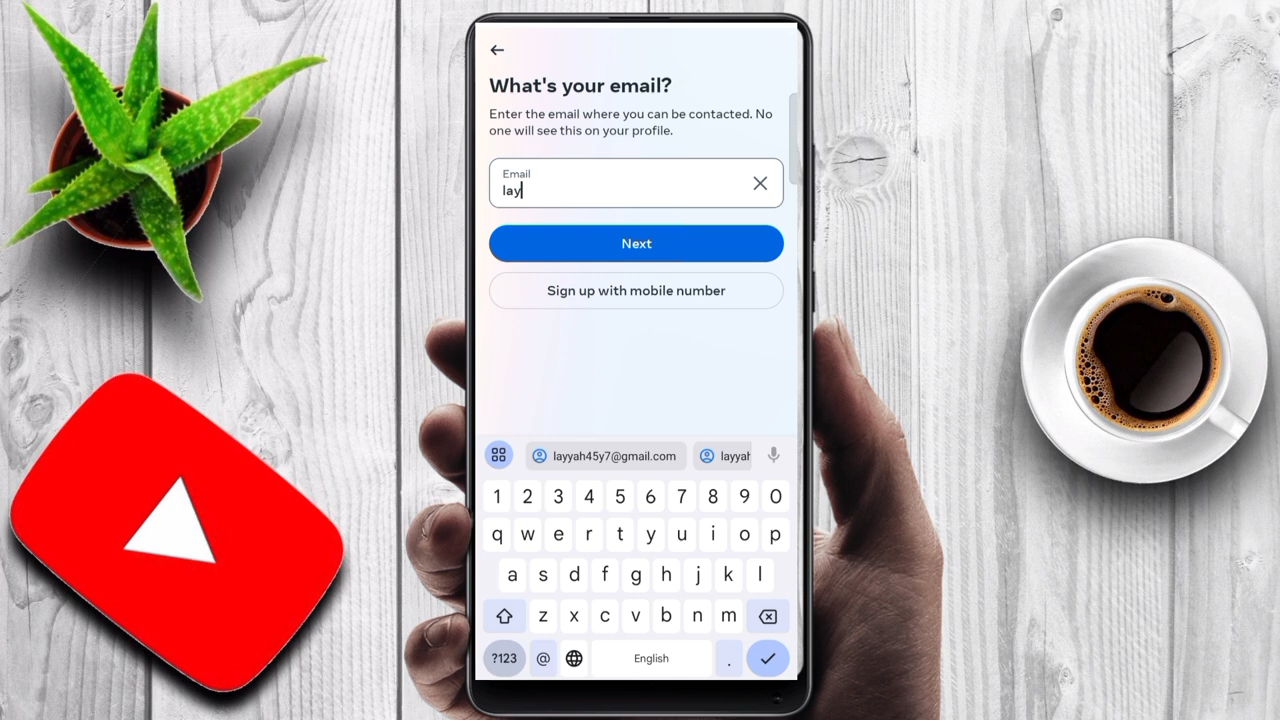 What's your email?
Enter the email where you can be contacted. No
one will see this on your profile.
Email
lay
Next
Sign up with mobile number
layyah45y7@gmail.com layyah
1 2 3 4 5 6 7 8 9 0
q w e r t y u i o p
a s d f g h j k l
z x c v b n m
?123 @ English .